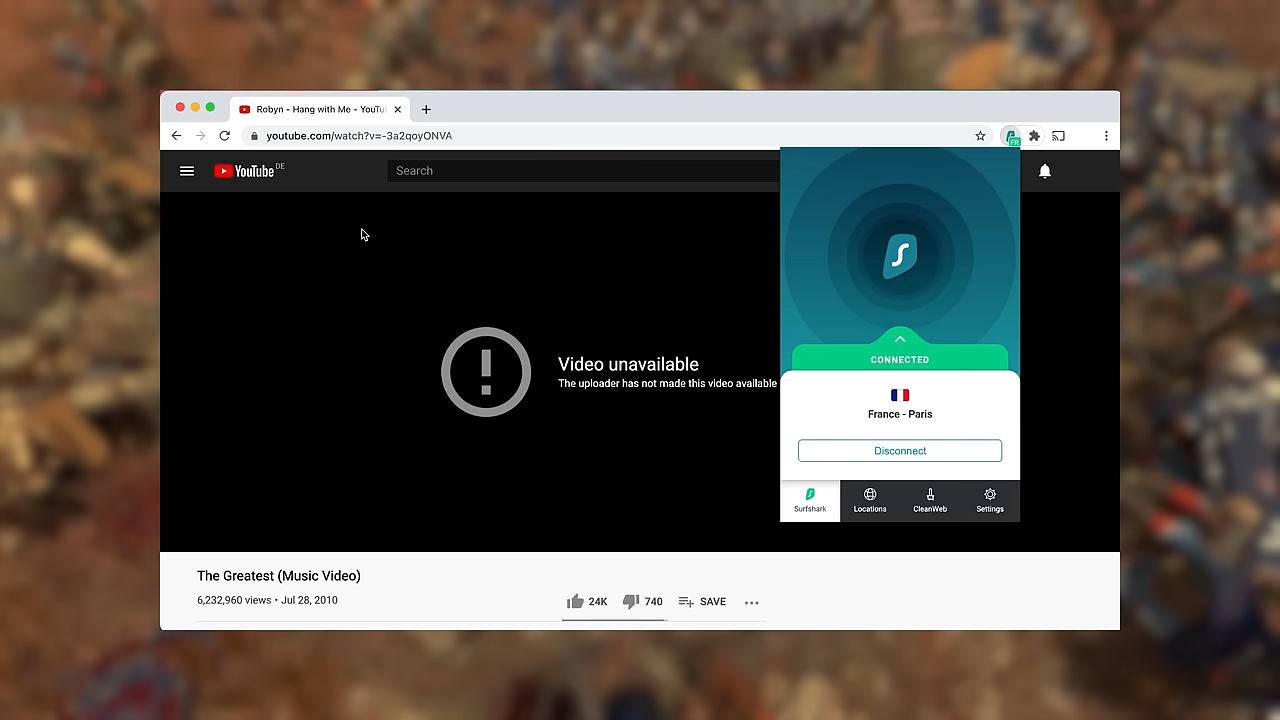 Robyn - Hang with Me - YouTu
youtube.com/watch?v=-3a2qoyONVA
FR
YouTube DE
Search
Video unavailable
The uploader has not made this video available
CONNECTED
France - Paris
Disconnect
Surfshark
Locations
CleanWeb
Settings
The Greatest (Music Video)
6,232,960 views • Jul 28, 2010
24K
740
SAVE